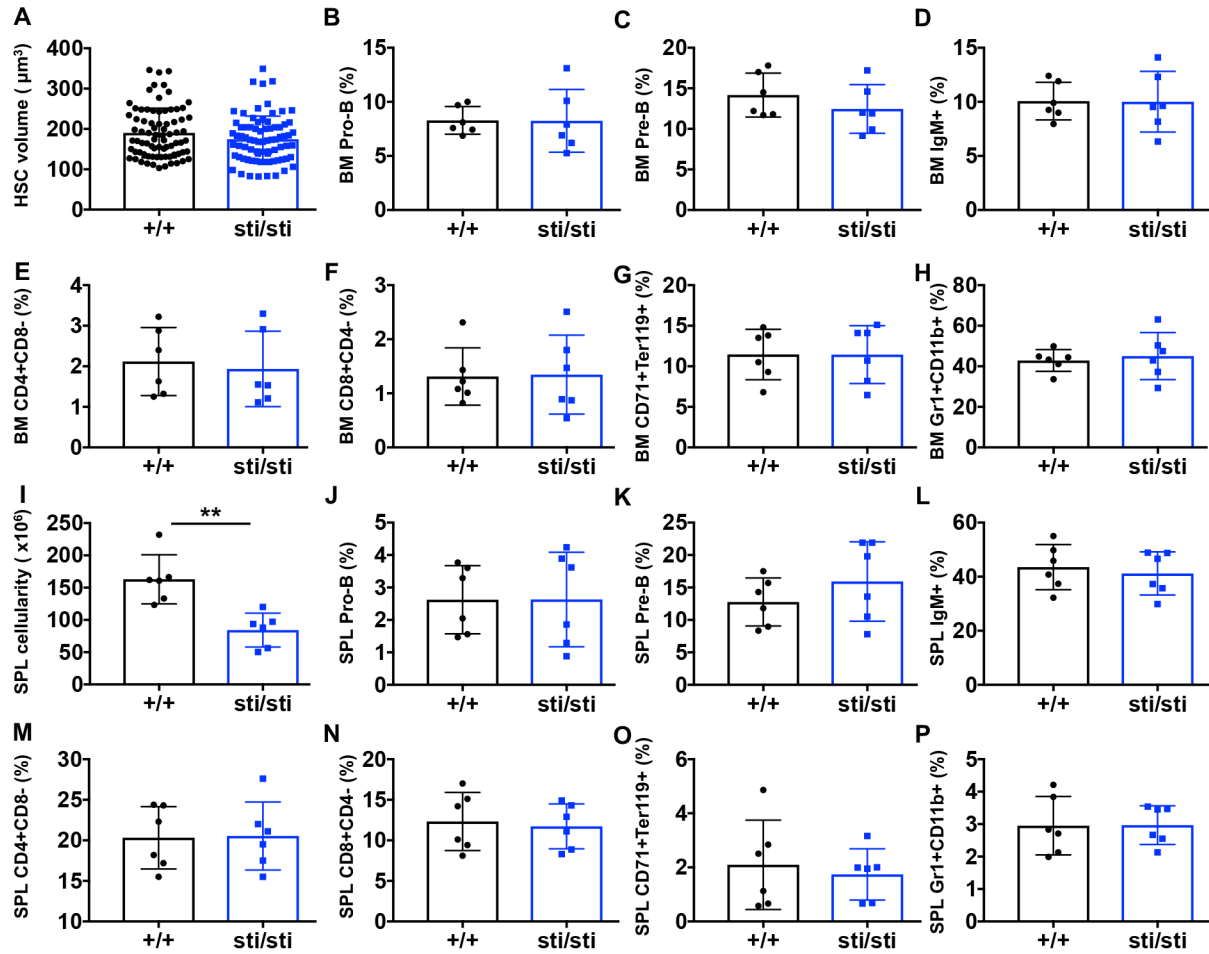 A
HSC volume ( µm³)
400
300
200
100
0
+/+
sti/sti
B
BM Pro-B (%)
15
10
5
0
+/+
sti/sti
C
BM Pre-B (%)
20
15
10
5
0
+/+
sti/sti
D
BM IgM+ (%)
15
10
5
0
+/+
sti/sti
E
BM CD4+CD8- (%)
4
3
2
1
0
+/+
sti/sti
F
BM CD8+CD4- (%)
3
2
1
0
+/+
sti/sti
G
BM CD71+Ter119+ (%)
20
15
10
5
0
+/+
sti/sti
H
BM Gr1+CD11b+ (%)
80
60
40
20
0
+/+
sti/sti
I
SPL cellularity ( x10⁶)
250
200
150
100
50
0
**
+/+
sti/sti
J
SPL Pro-B (%)
5
4
3
2
1
0
+/+
sti/sti
K
SPL Pre-B (%)
25
20
15
10
5
0
+/+
sti/sti
L
SPL IgM+ (%)
60
40
20
0
+/+
sti/sti
M
SPL CD4+CD8- (%)
30
25
20
15
10
+/+
sti/sti
N
SPL CD8+CD4- (%)
20
15
10
5
0
+/+
sti/sti
O
SPL CD71+Ter119+ (%)
6
4
2
0
+/+
sti/sti
P
SPL Gr1+CD11b+ (%)
5
4
3
2
1
0
+/+
sti/sti